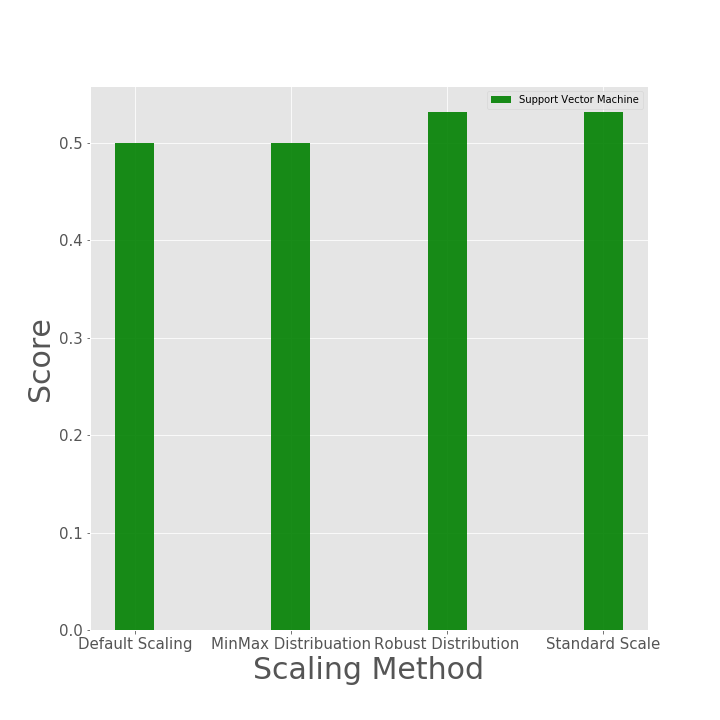 Support Vector Machine
Score
0.5
0.4
0.3
0.2
0.1
0.0
Default Scaling MinMax Distribuation Robust Distribution Standard Scale
Scaling Method